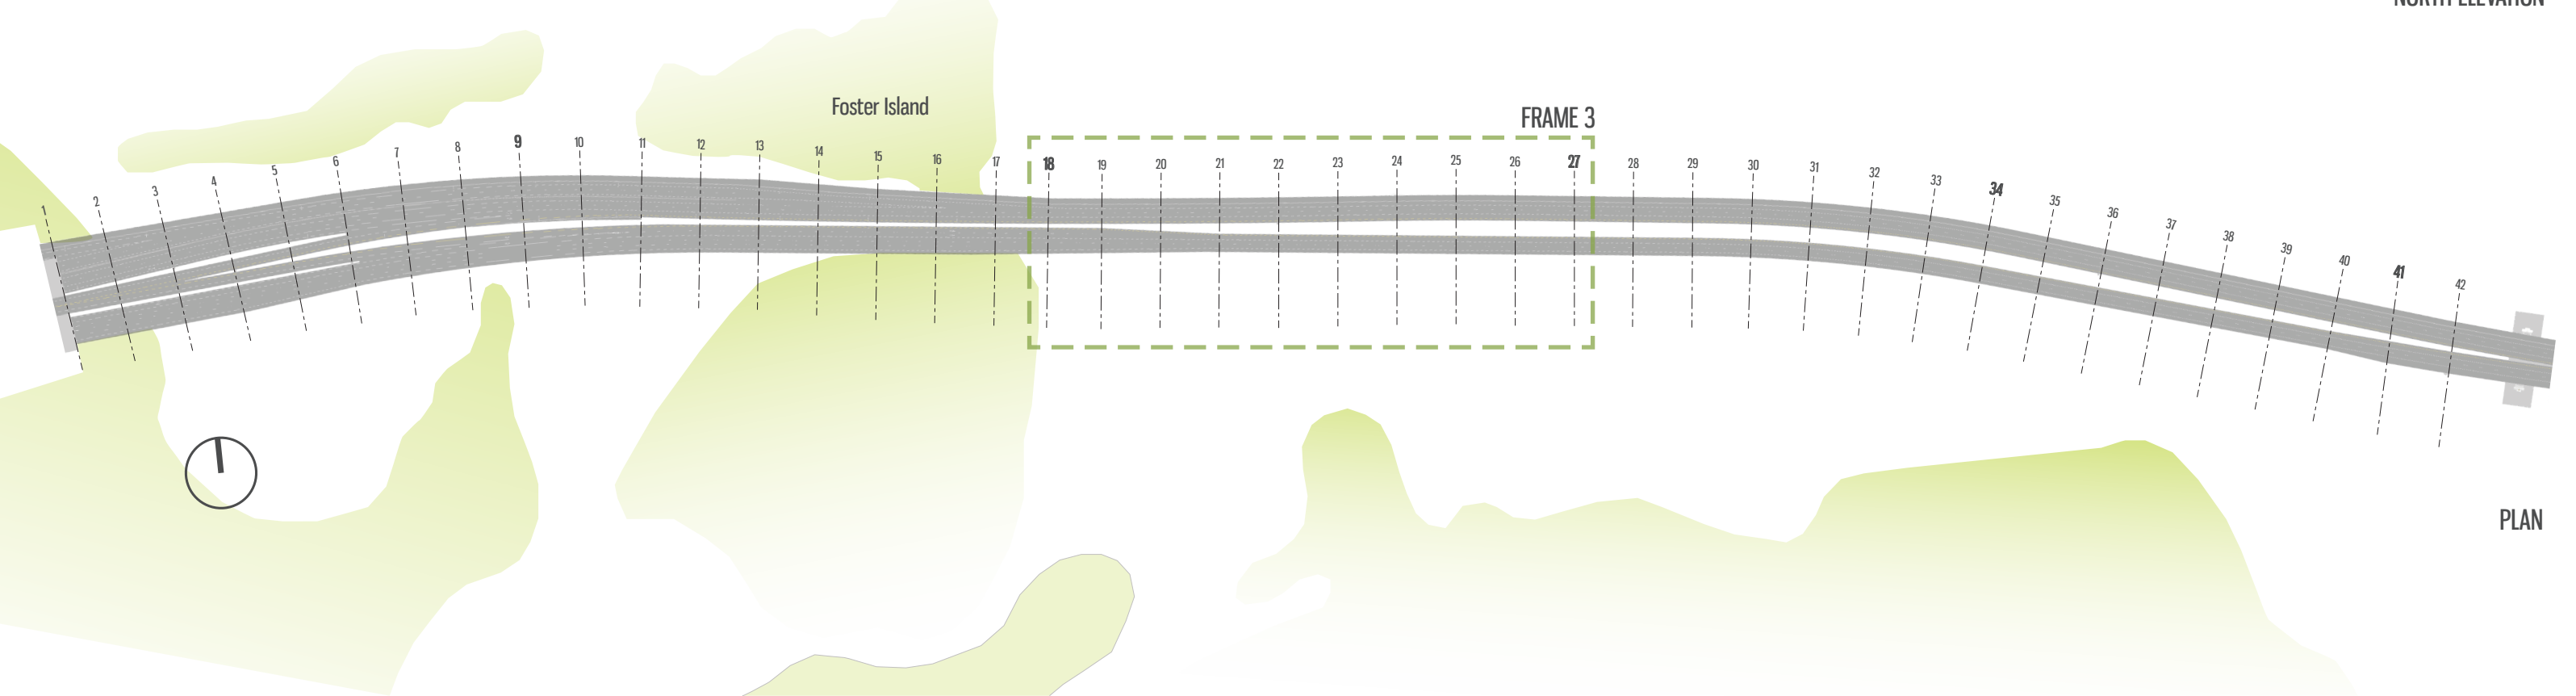 NORTH ELEVATION
Foster Island
FRAME 3
1 2 3 4 5 6 7 8 9 10 11 12 13 14 15 16 17 18 19 20 21 22 23 24 25 26 27 28 29 30 31 32 33 34 35 36 37 38 39 40 41 42
PLAN